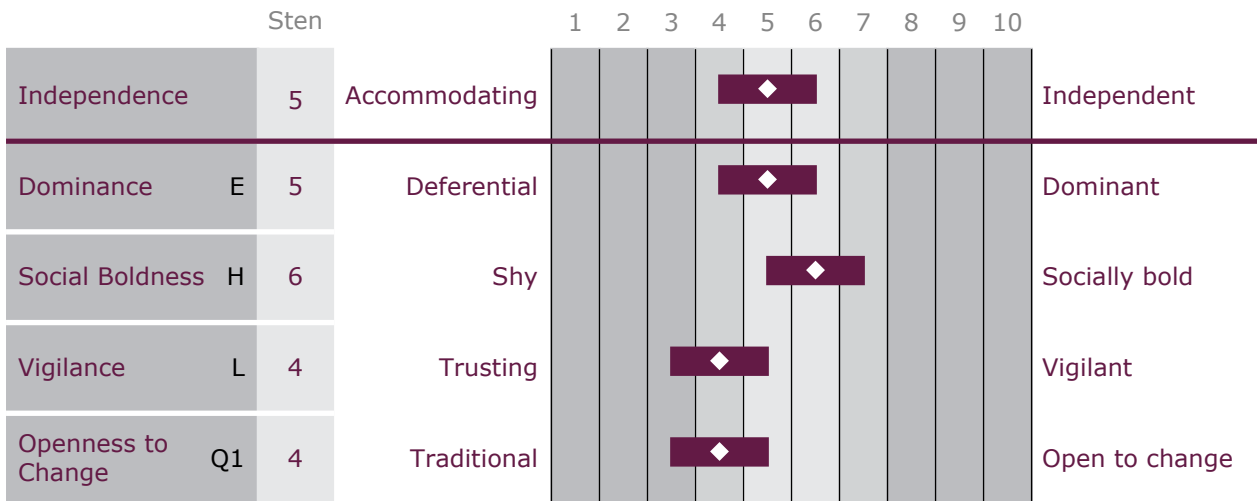 Sten 1 2 3 4 5 6 7 8 9 10
Independence 5 Accommodating Independent
Dominance E 5 Deferential Dominant
Social Boldness H 6 Shy Socially bold
Vigilance L 4 Trusting Vigilant
Openness to
Change Q1 4 Traditional Open to change